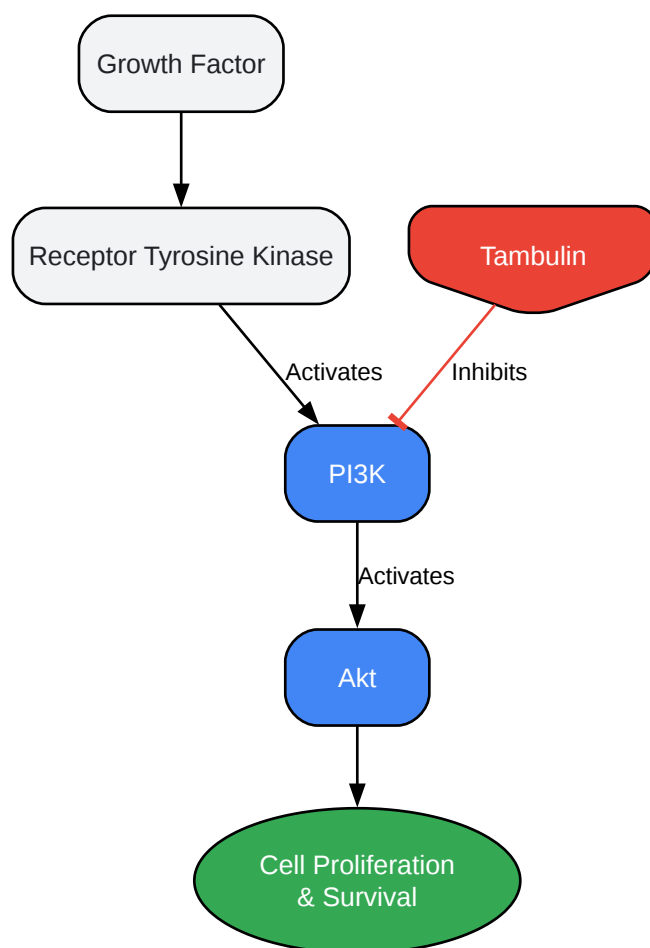 Growth Factor
Receptor Tyrosine Kinase
Tambulin
Activates
Inhibits
PI3K
Activates
Akt
Cell Proliferation
& Survival